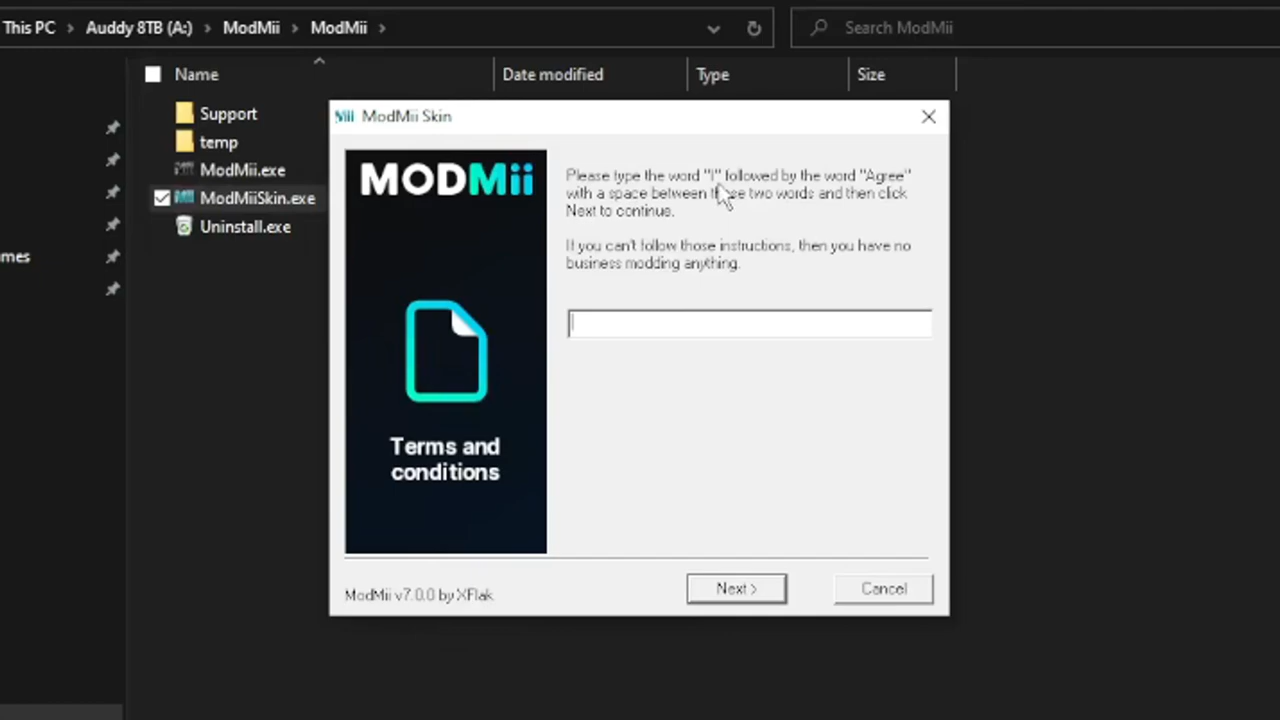 This PC > Auddy 8TB (A:) > ModMii > ModMii >
Search ModMii
Name Date modified Type Size
Support
temp
ModMii.exe
ModMiiSkin.exe
Uninstall.exe
mes
ModMii Skin
MODMii
Please type the word "I" followed by the word "Agree"
with a space between these two words and then click
Next to continue.
If you can't follow those instructions, then you have no
business modding anything.
Terms and
conditions
ModMii v7.0.0 by XFlak
Next >
Cancel